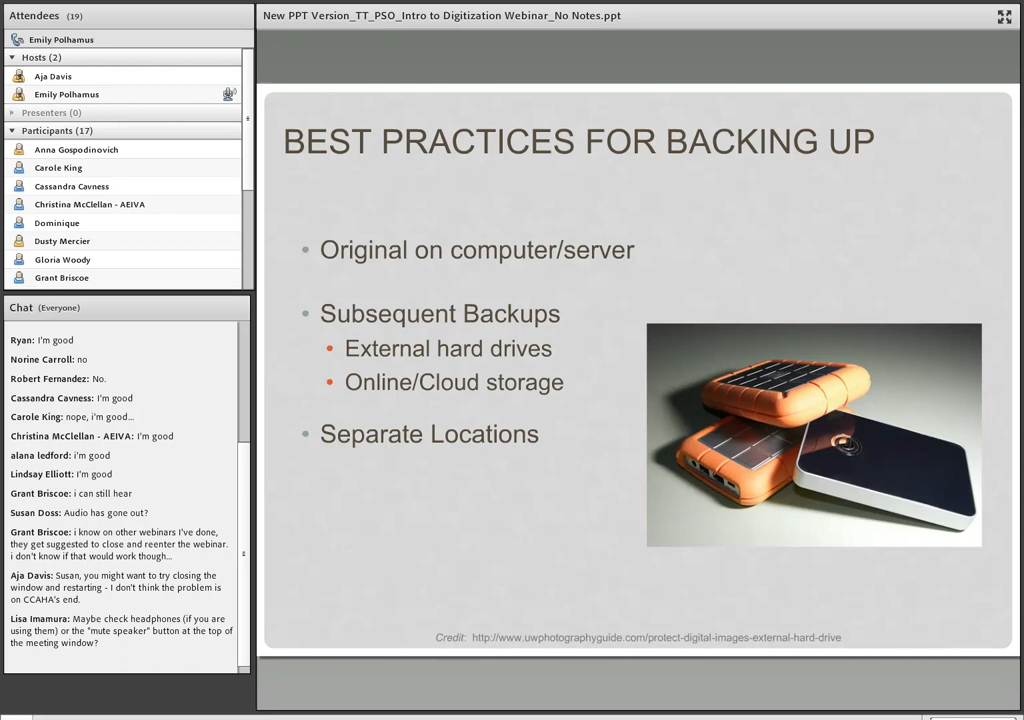 Attendees (19)
Emily Polhamus
Hosts (2)
Aja Davis
Emily Polhamus
Presenters (0)
Participants (17)
Anna Gospodinovich
Carole King
Cassandra Cavness
Christina McClellan - AEIVA
Dominique
Dusty Mercier
Gloria Woody
Grant Briscoe
Chat (Everyone)
Ryan: I'm good
Norine Carroll: no
Robert Fernandez: No.
Cassandra Cavness: I'm good
Carole King: nope, i'm good...
Christina McClellan - AEIVA: I'm good
alana ledford: i'm good
Lindsay Elliott: I'm good
Grant Briscoe: i can still hear
Susan Doss: Audio has gone out?
Grant Briscoe: i know on other webinars I've done,
they get suggested to close and reenter the webinar.
i don't know if that would work though...
Aja Davis: Susan, you might want to try closing the
window and restarting - I don't think the problem is
on CCAHA's end.
Lisa Imamura: Maybe check headphones (if you are
using them) or the "mute speaker" button at the top of
the meeting window?
New PPT Version_TT_PSO_Intro to Digitization Webinar_No Notes.ppt
BEST PRACTICES FOR BACKING UP
• Original on computer/server
• Subsequent Backups
• External hard drives
• Online/Cloud storage
• Separate Locations
Credit: http://www.uwphotographyguide.com/protect-digital-images-external-hard-drive